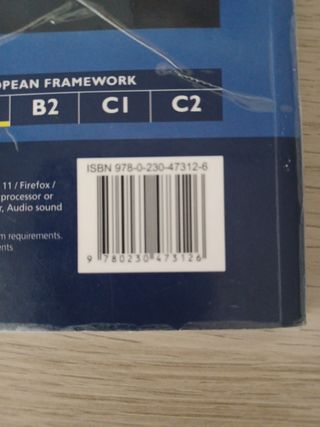 OPEAN FRAMEWORK
B2 C1 C2
ISBN 978-0-230-47312-6
11 / Firefox /
processor or
r, Audio sound
m requirements.
ents
9 780230 473126